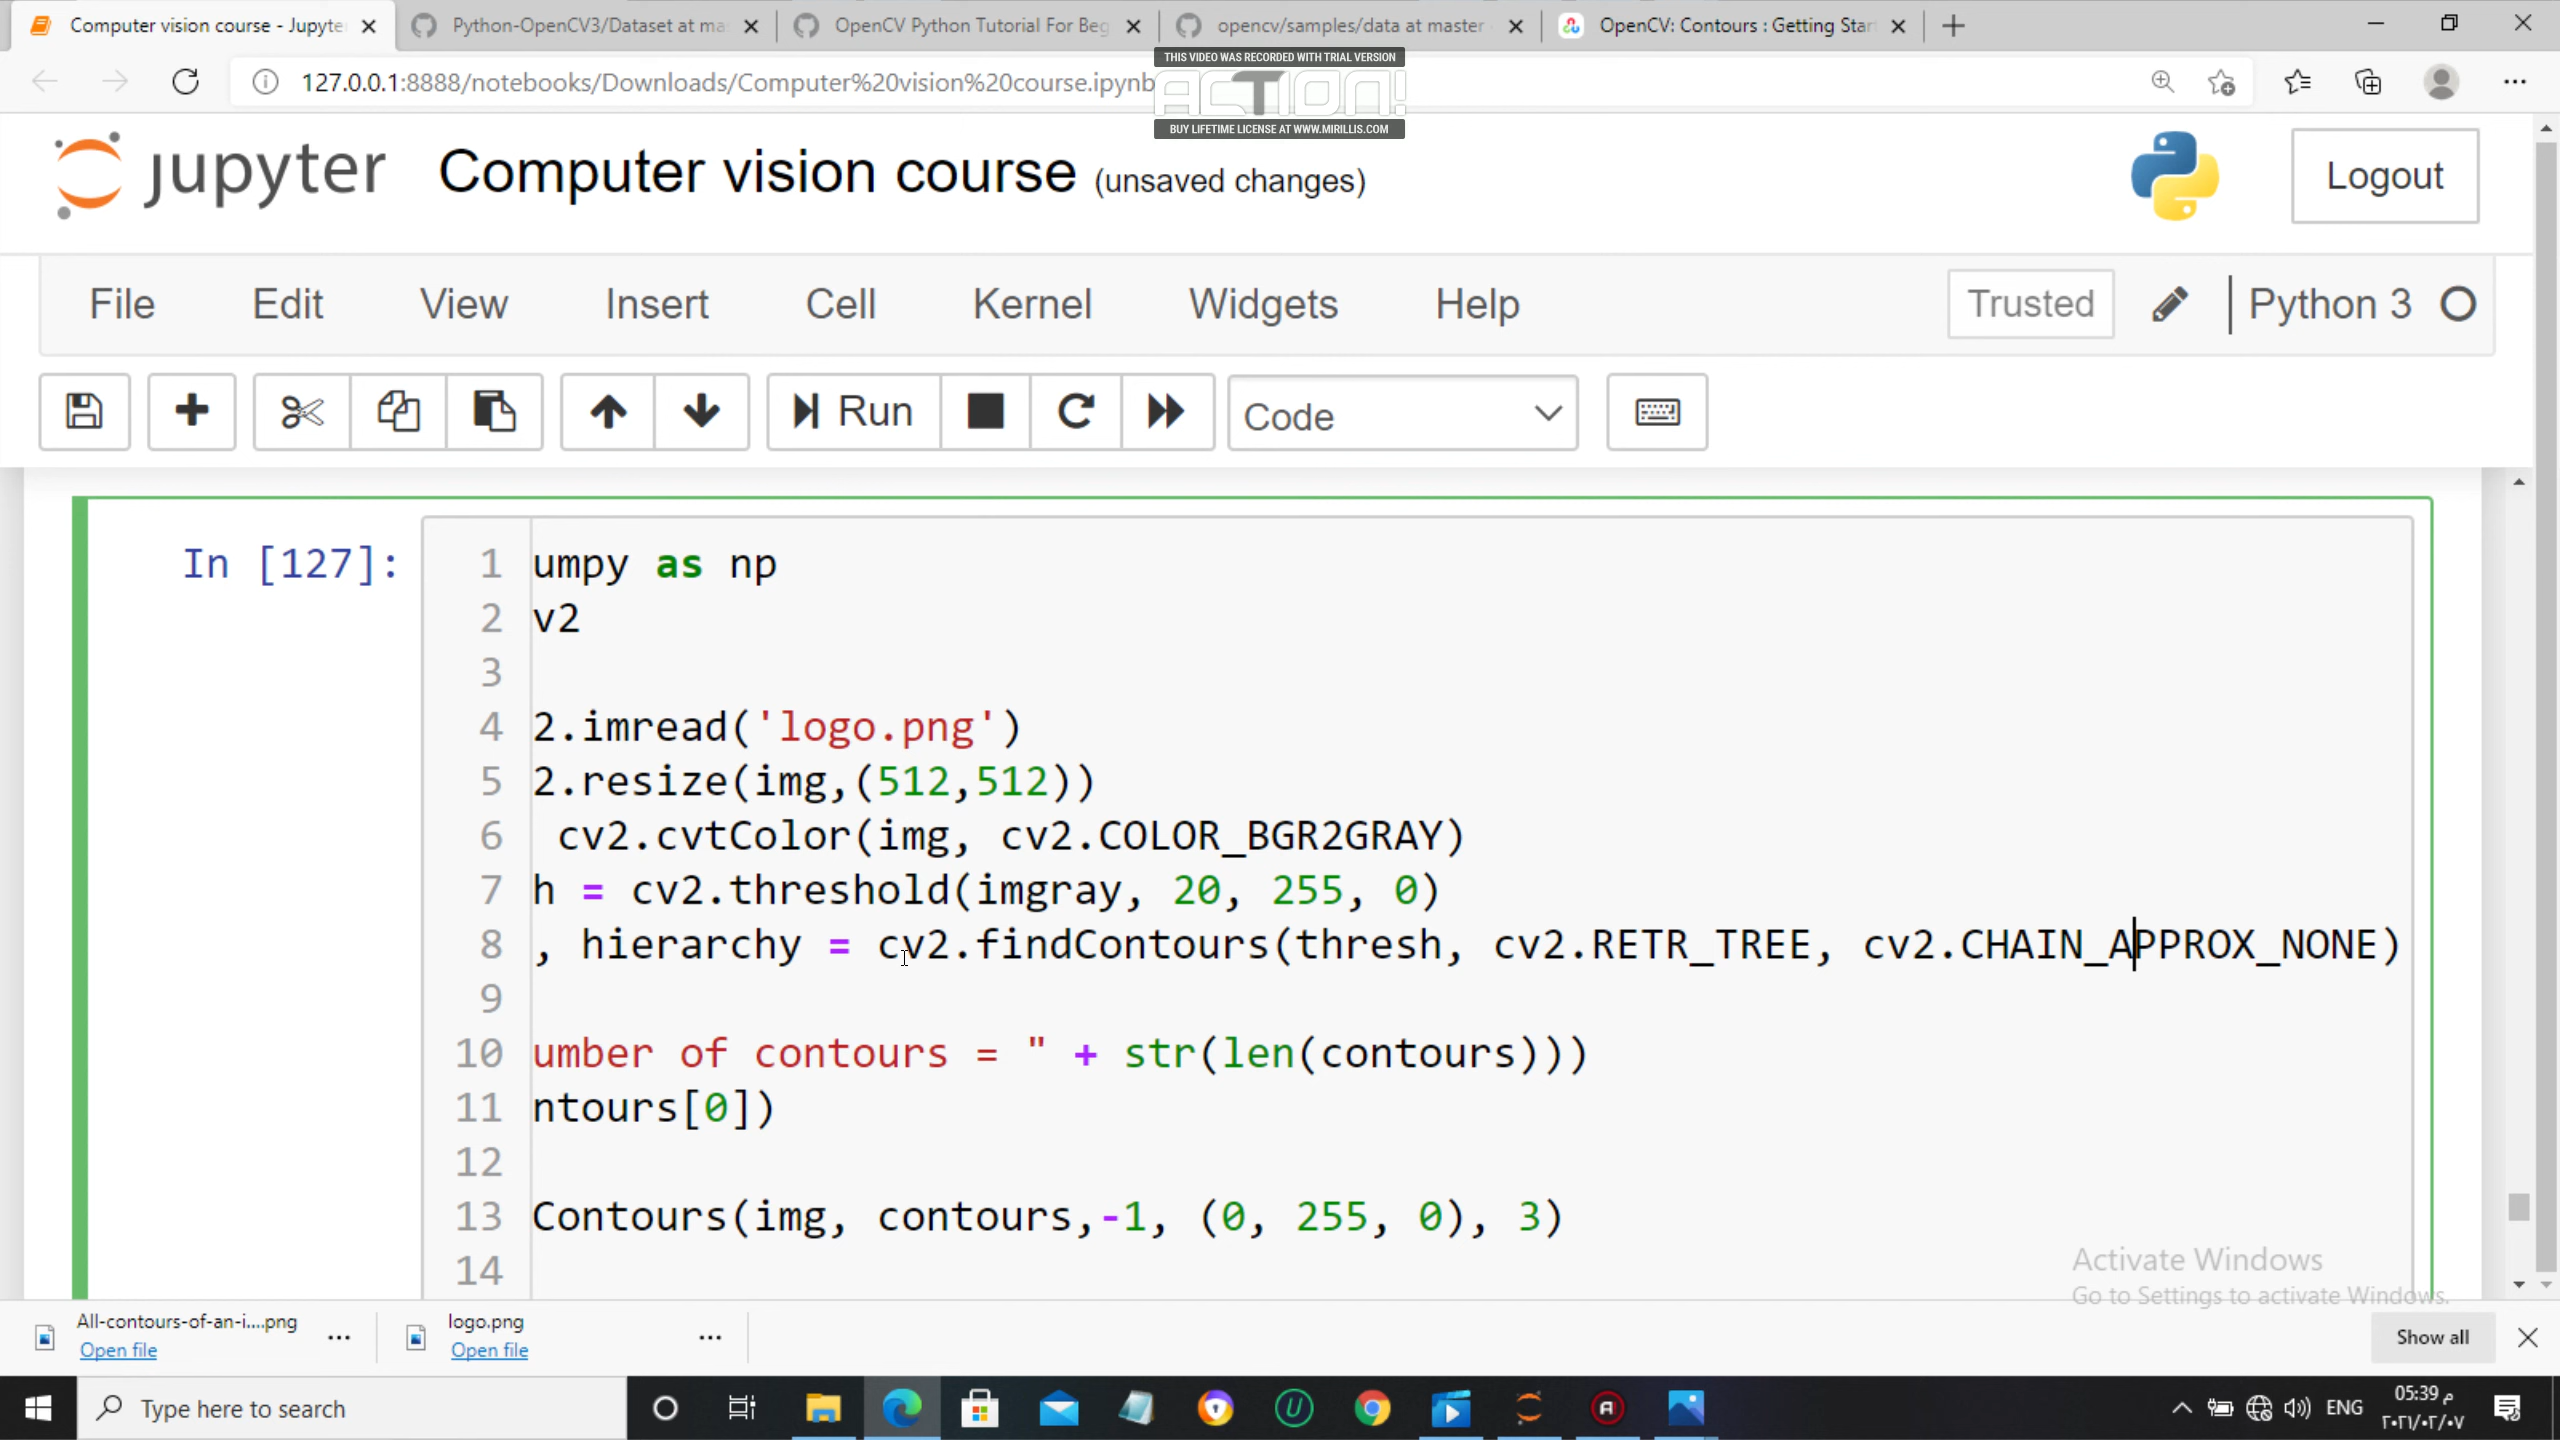 Computer vision course - Jupyte
Python-OpenCV3/Dataset at ma
OpenCV Python Tutorial For Beg
opencv/samples/data at master
OpenCV: Contours : Getting Star
THIS VIDEO WAS RECORDED WITH TRIAL VERSION
127.0.0.1:8888/notebooks/Downloads/Computer%20vision%20course.ipynb
ACTION!
BUY LIFETIME LICENSE AT WWW.MIRILLIS.COM
jupyter Computer vision course (unsaved changes)
Logout
File Edit View Insert Cell Kernel Widgets Help
Trusted
Python 3
Run
Code
In [127]:
1 umpy as np
2 v2
3
4 2.imread('logo.png')
5 2.resize(img,(512,512))
6 cv2.cvtColor(img, cv2.COLOR_BGR2GRAY)
7 h = cv2.threshold(imgray, 20, 255, 0)
8 , hierarchy = cv2.findContours(thresh, cv2.RETR_TREE, cv2.CHAIN_APPROX_NONE)
9
10 umber of contours = " + str(len(contours)))
11 ntours[0])
12
13 Contours(img, contours,-1, (0, 255, 0), 3)
14
Activate Windows
Go to Settings to activate Windows.
All-contours-of-an-i....png
Open file
logo.png
Open file
Show all
Type here to search
ENG
05:39 م
٢٠٢١/٠٢/٠٧